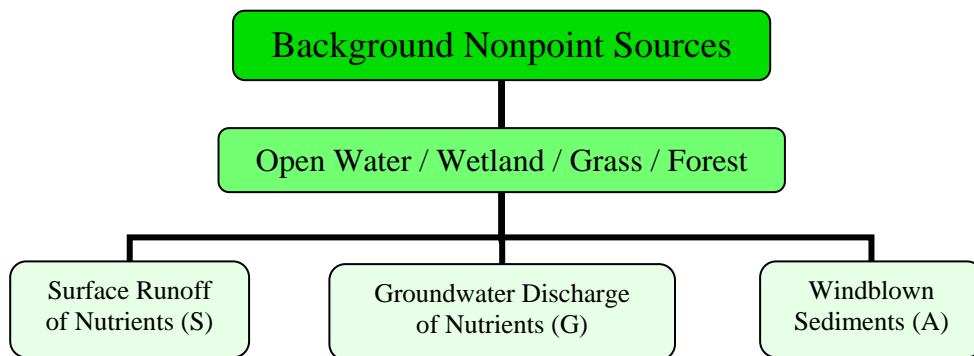 Background Nonpoint Sources
Open Water / Wetland / Grass / Forest
Surface Runoff
of Nutrients (S)
Groundwater Discharge
of Nutrients (G)
Windblown
Sediments (A)